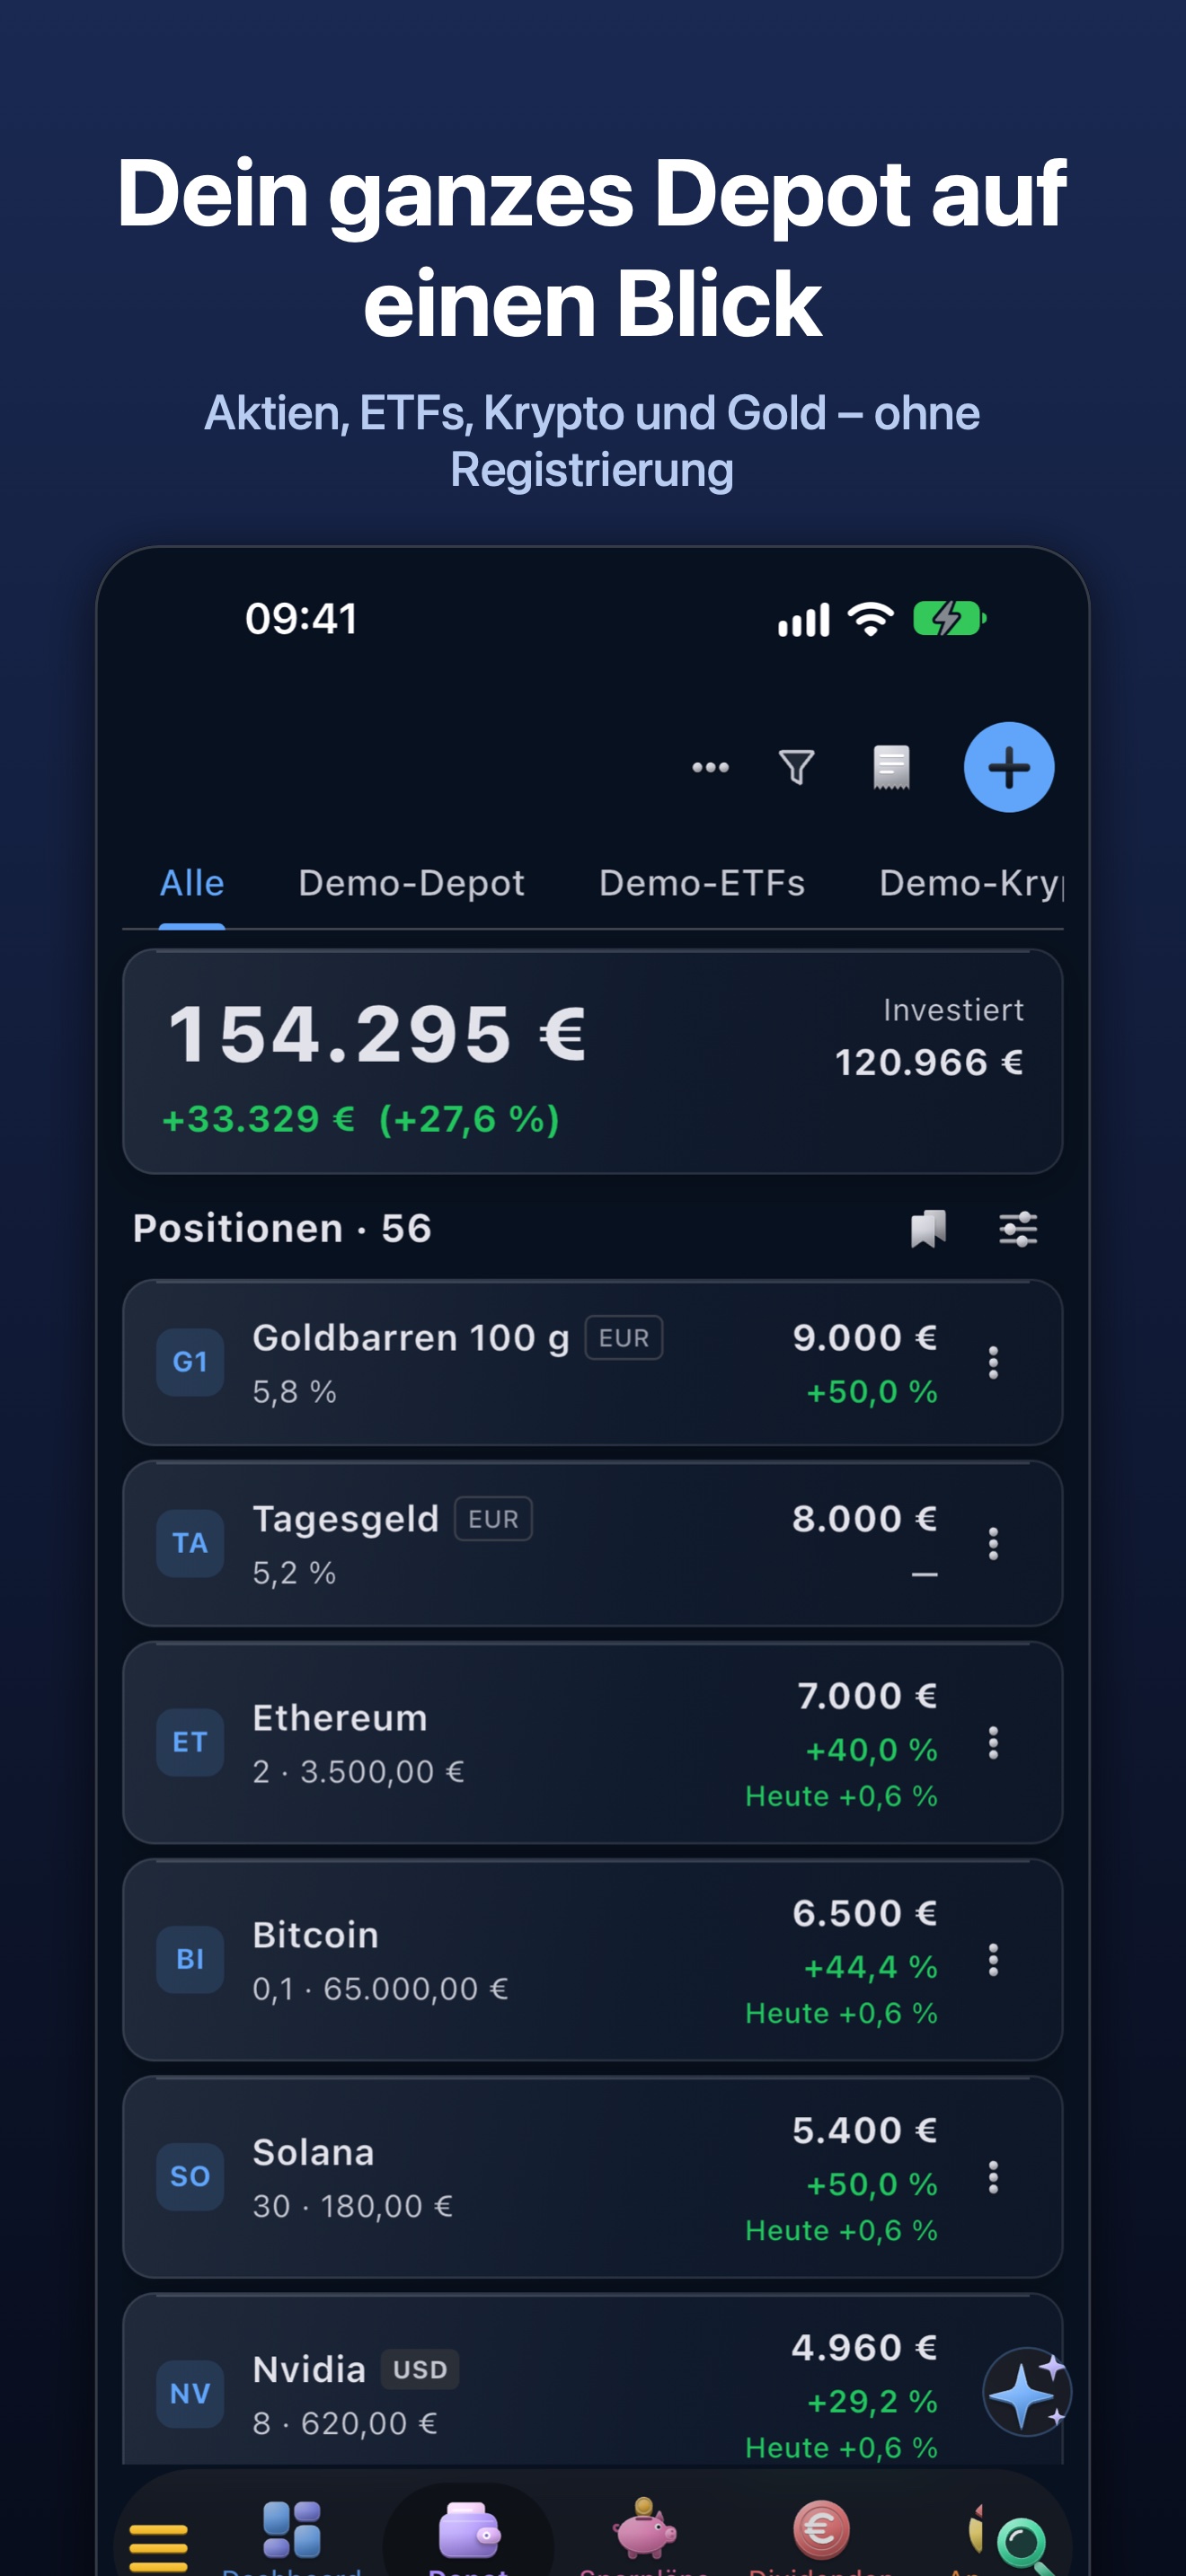 Dein ganzes Depot auf
einen Blick
Aktien, ETFs, Krypto und Gold – ohne
Registrierung
09:41
Alle Demo-Depot Demo-ETFs
154.295 € Investiert
120.966 €
+33.329 € (+27,6 %)
Positionen · 56
G1 Goldbarren 100 g EUR 9.000 €
5,8 % +50,0 %
TA Tagesgeld EUR 8.000 €
5,2 % —
ET Ethereum 7.000 €
2 · 3.500,00 € +40,0 %
Heute +0,6 %
BI Bitcoin 6.500 €
0,1 · 65.000,00 € +44,4 %
Heute +0,6 %
SO Solana 5.400 €
30 · 180,00 € +50,0 %
Heute +0,6 %
NV Nvidia USD 4.960 €
8 · 620,00 € +29,2 %
Heute +0,6 %